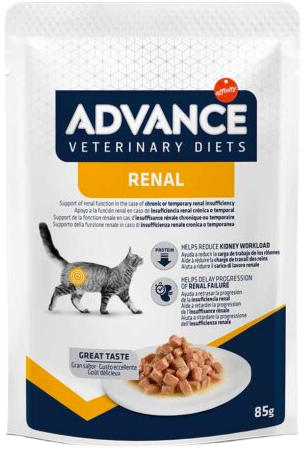 affinity
ADVANCE
VETERINARY DIETS
RENAL
Support of renal function in the case of chronic or temporary renal insufficiency
Apoyo a la función renal en caso de insuficiencia renal crónica o temporal
Support de la fonction rénale en cas d'insuffisance rénale chronique ou temporaire
Supporto della funzione renale in caso di insufficienza renale cronica o temporanea
PROTEIN
HELPS REDUCE KIDNEY WORKLOAD
Ayuda a reducir la carga de trabajo de los riñones
Aide à réduire la charge de travail des reins
Aiuta a ridurre il carico di lavoro renale
HELPS DELAY PROGRESSION
OF RENAL FAILURE
Ayuda a retrasar la progresión
de la insuficiencia renal
Aide à retarder la progression
de l'insuffisance rénale
Aiuta a ritardare la progressione
dell'insufficienza renale
GREAT TASTE
Gran sabor · Gusto eccellente
Goût délicieux
85g